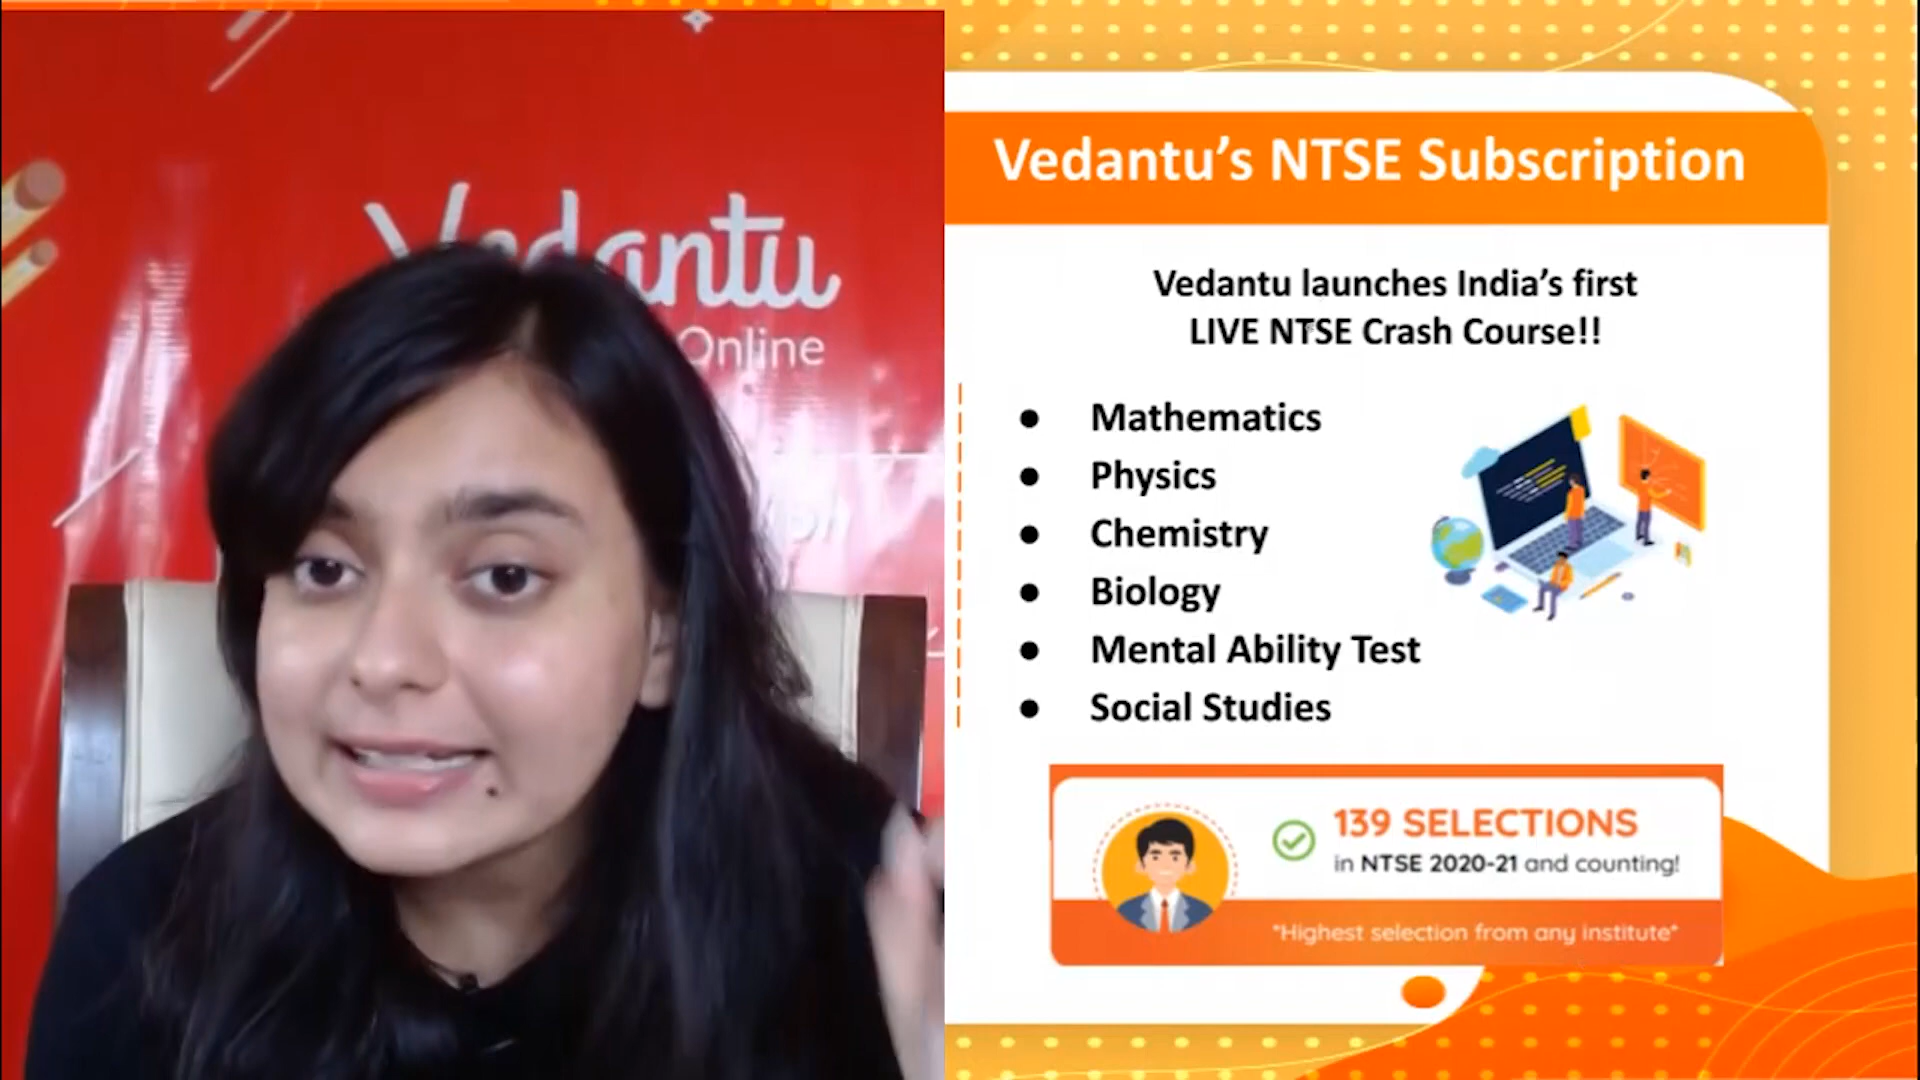 Vedantu
Online
Vedantu’s NTSE Subscription
Vedantu launches India’s first
LIVE NTSE Crash Course!!
● Mathematics
● Physics
● Chemistry
● Biology
● Mental Ability Test
● Social Studies
139 SELECTIONS
in NTSE 2020-21 and counting!
*Highest selection from any institute*